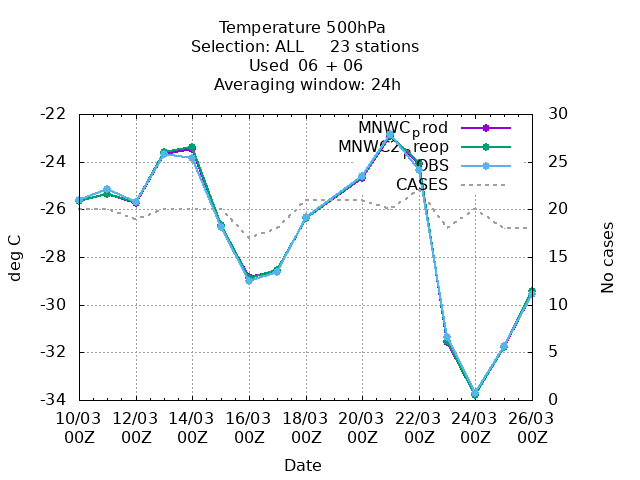 Temperature 500hPa
Selection: ALL 23 stations
Used 06 + 06
Averaging window: 24h
-22 30
MNWCprod
MNWC2preop
-24 25
OBS
CASES
-26 20
-28 15
deg C
No cases
-30 10
-32 5
-34 0
10/03 12/03 14/03 16/03 18/03 20/03 22/03 24/03 26/03
00Z 00Z 00Z 00Z 00Z 00Z 00Z 00Z 00Z
Date